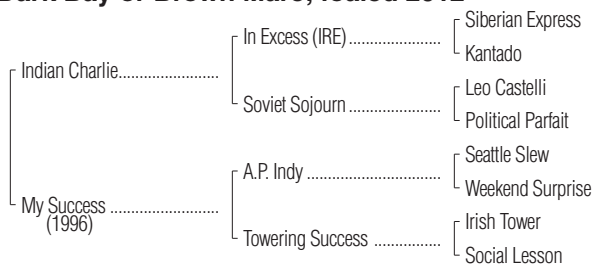 Dark Bay or Brown Mare; foaled 2012
Siberian Express
In Excess (IRE)......................
Kantado
Indian Charlie........................
Leo Castelli
Soviet Sojourn ......................
Political Parfait
Seattle Slew
A.P. Indy ................................
Weekend Surprise
My Success ..........................
(1996)
Irish Tower
Towering Success ................
Social Lesson